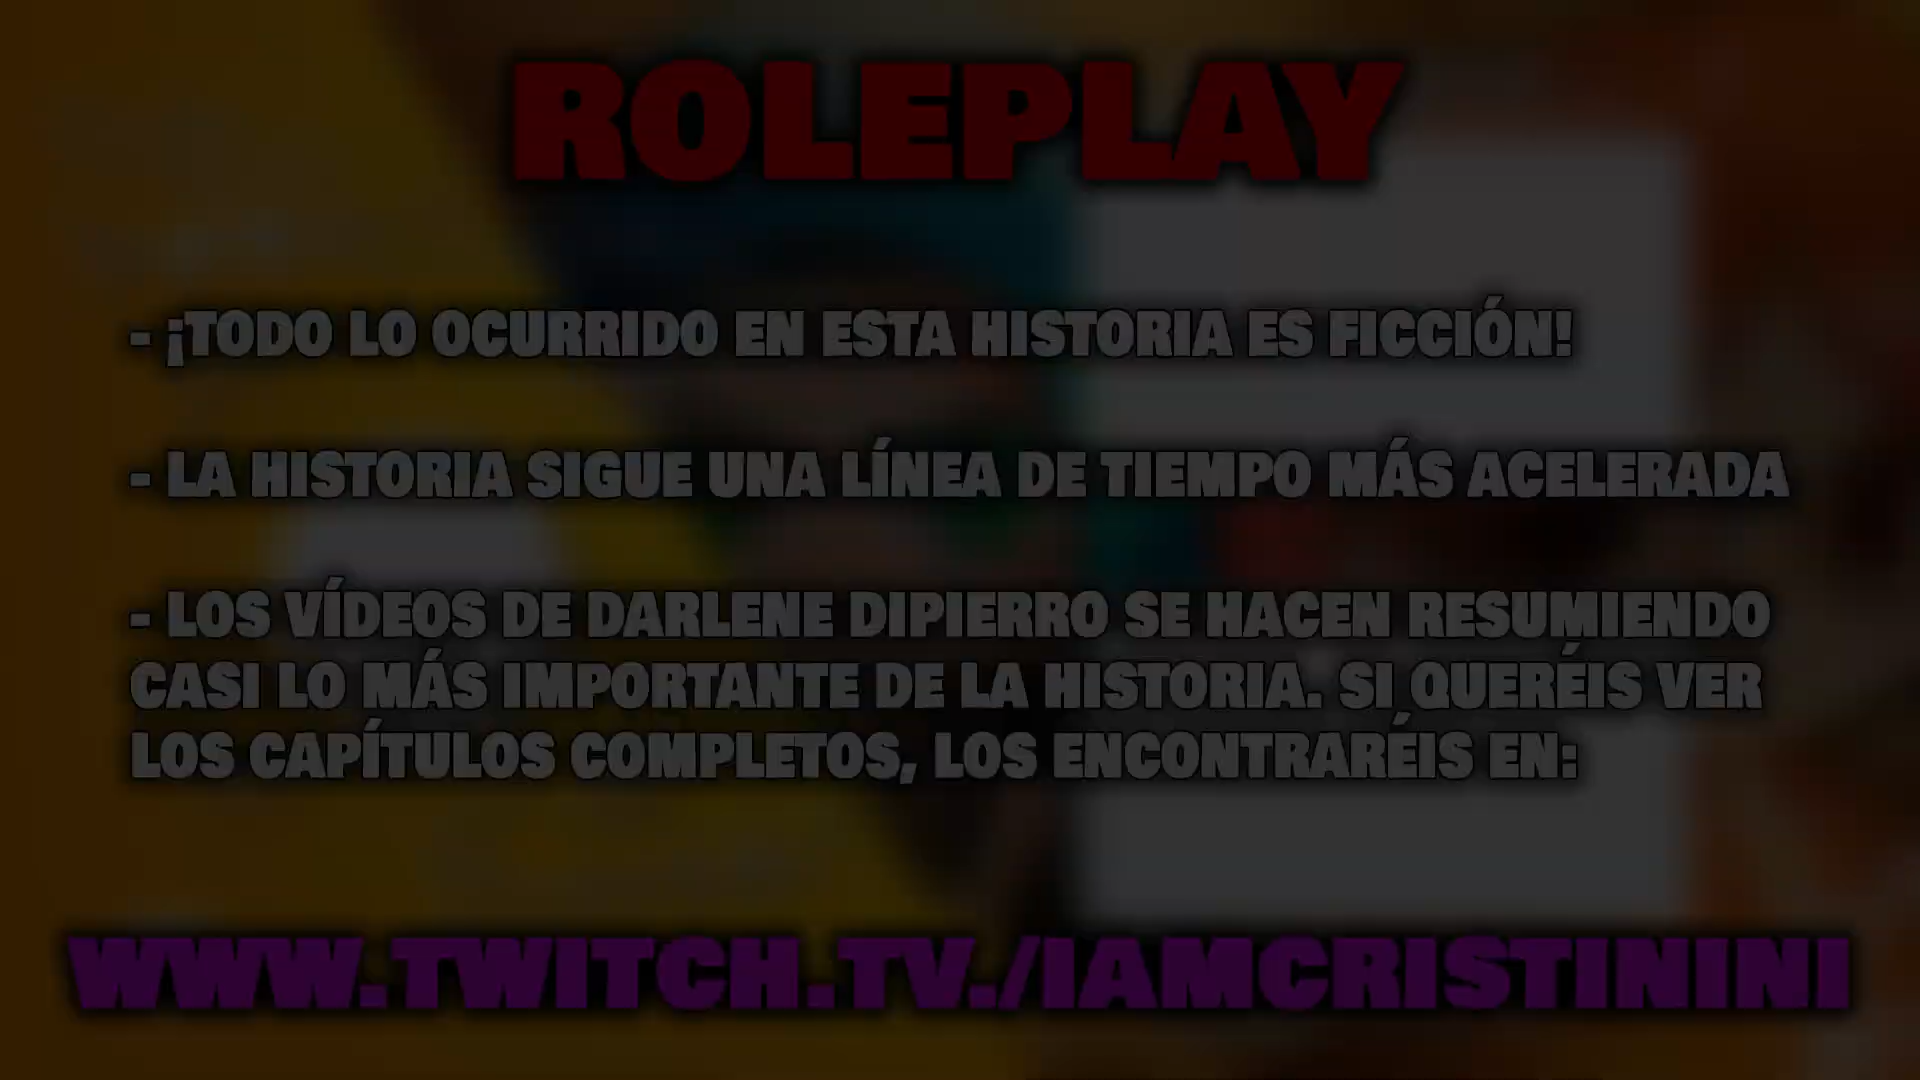 ROLEPLAY
- ¡TODO LO OCURRIDO EN ESTA HISTORIA ES FICCIÓN!
- LA HISTORIA SIGUE UNA LÍNEA DE TIEMPO MÁS ACELERADA
- LOS VÍDEOS DE DARLENE DIPIERRO SE HACEN RESUMIENDO
CASI LO MÁS IMPORTANTE DE LA HISTORIA. SI QUERÉIS VER
LOS CAPÍTULOS COMPLETOS, LOS ENCONTRARÉIS EN:
WWW.TWITCH.TV./IAMCRISTININI